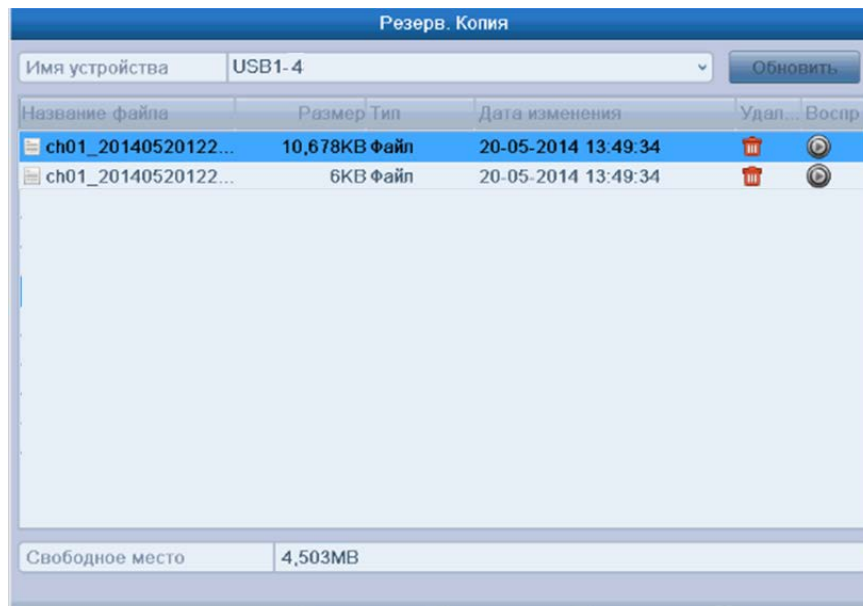 Резерв. Копия
Имя устройства USB1-4 Обновить
Название файла Размер Тип Дата изменения Удал... Воспр
ch01_20140520122... 10,678KB Файл 20-05-2014 13:49:34
ch01_20140520122... 6KB Файл 20-05-2014 13:49:34
Свободное место 4,503MB